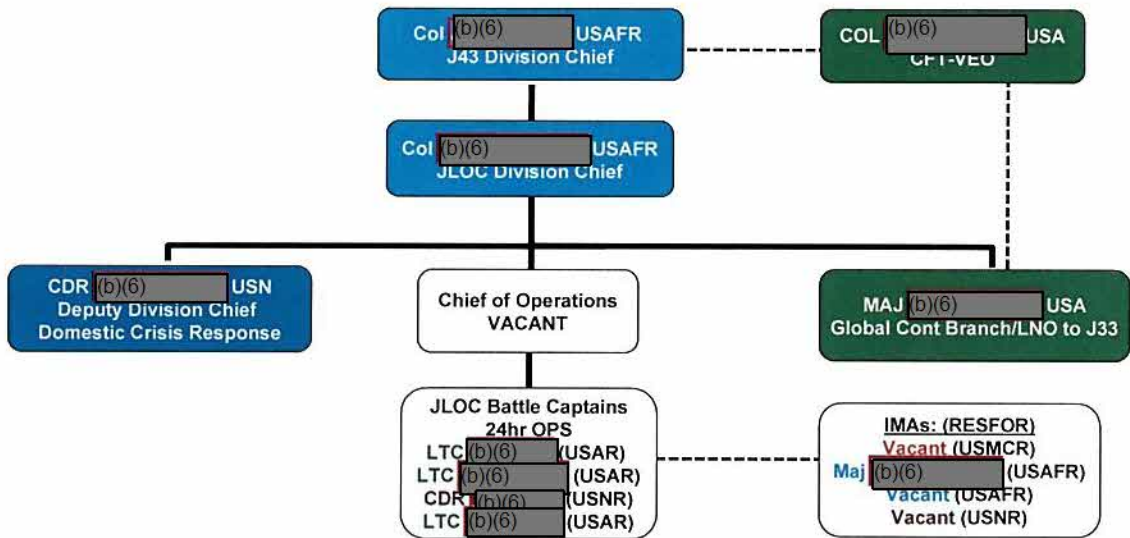 Col (b)(6) USAFR
J43 Division Chief
COL (b)(6) USA
CFT-VEO
Col (b)(6) USAFR
JLOC Division Chief
CDR (b)(6) USN
Deputy Division Chief
Domestic Crisis Response
Chief of Operations
VACANT
MAJ (b)(6) USA
Global Cont Branch/LNO to J33
JLOC Battle Captains
24hr OPS
LTC (b)(6) (USAR)
LTC (b)(6) (USAR)
CDR (b)(6) (USNR)
LTC (b)(6) (USAR)
IMAs: (RESFOR)
Vacant (USMCR)
Maj (b)(6) (USAFR)
Vacant (USAFR)
Vacant (USNR)